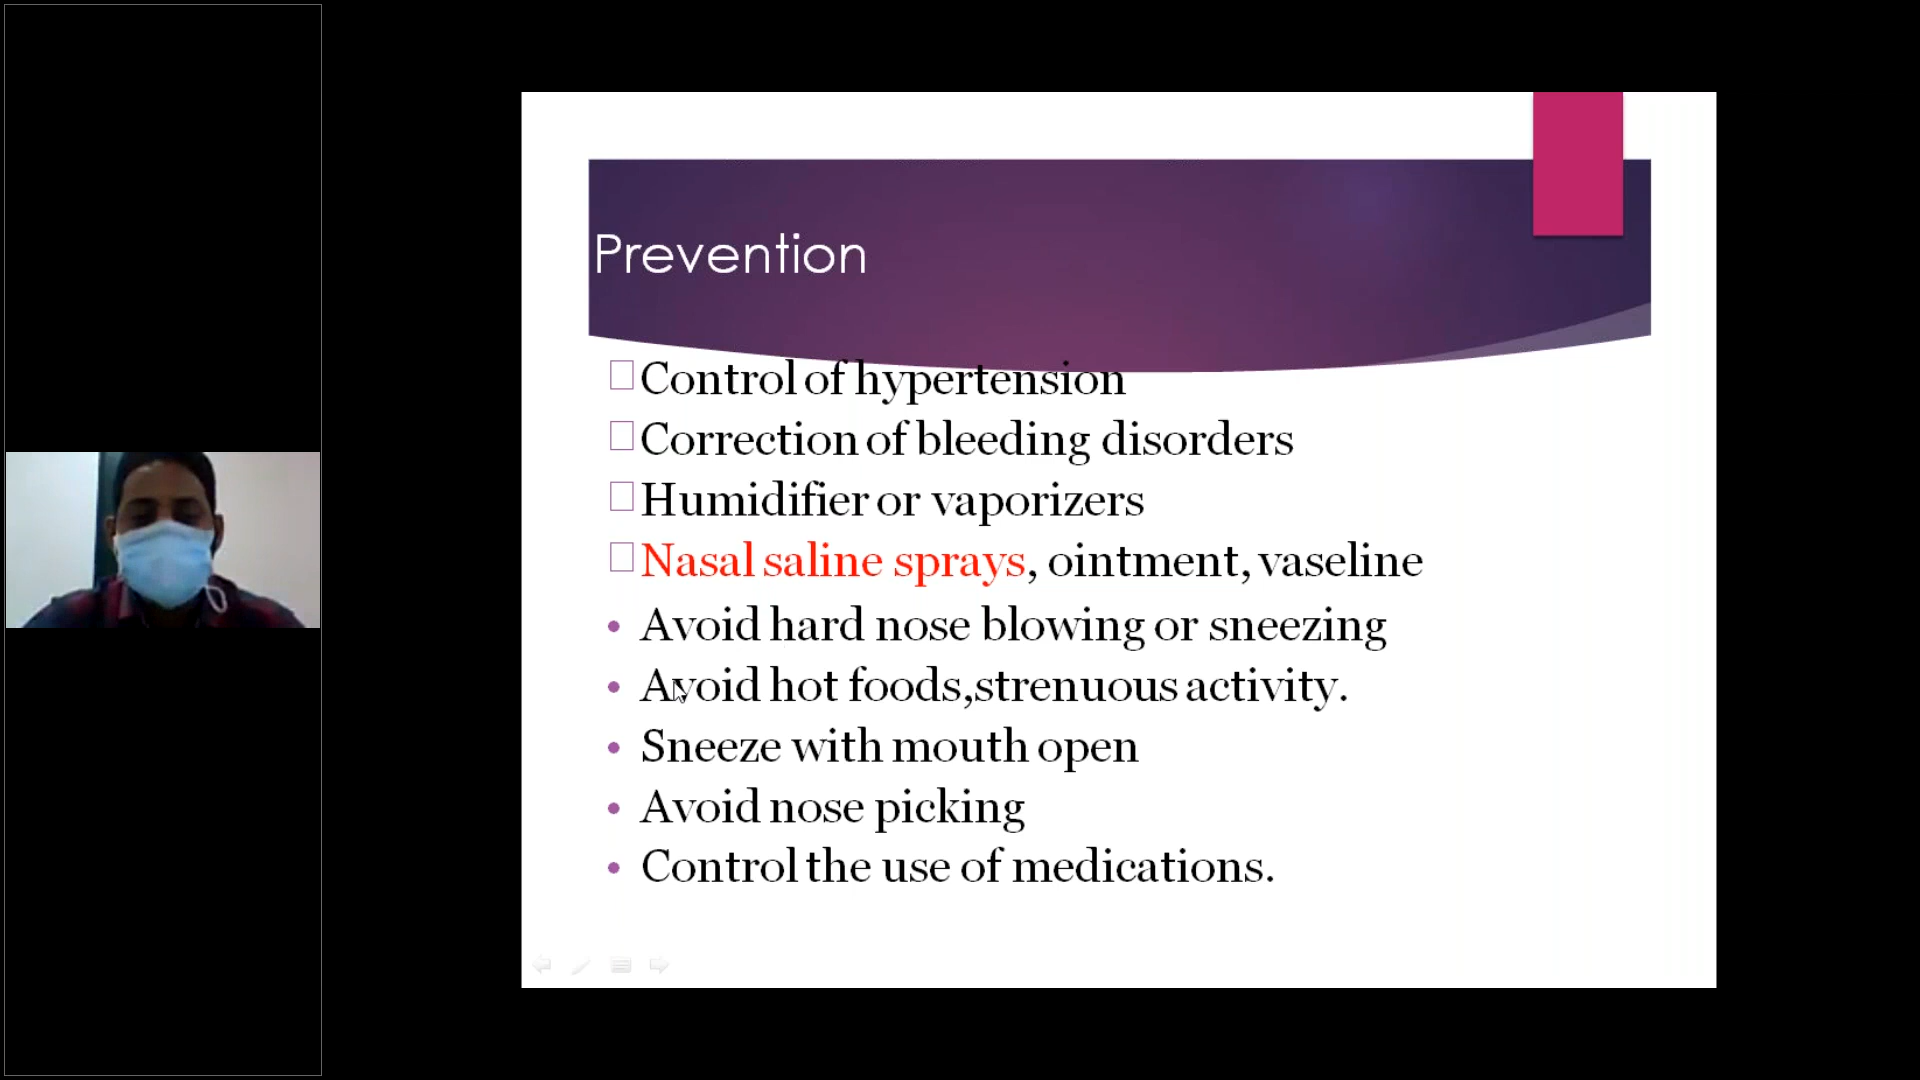 Prevention
Control of hypertension
Correction of bleeding disorders
Humidifier or vaporizers
Nasal saline sprays, ointment, vaseline
• Avoid hard nose blowing or sneezing
• Avoid hot foods,strenuous activity.
• Sneeze with mouth open
• Avoid nose picking
• Control the use of medications.